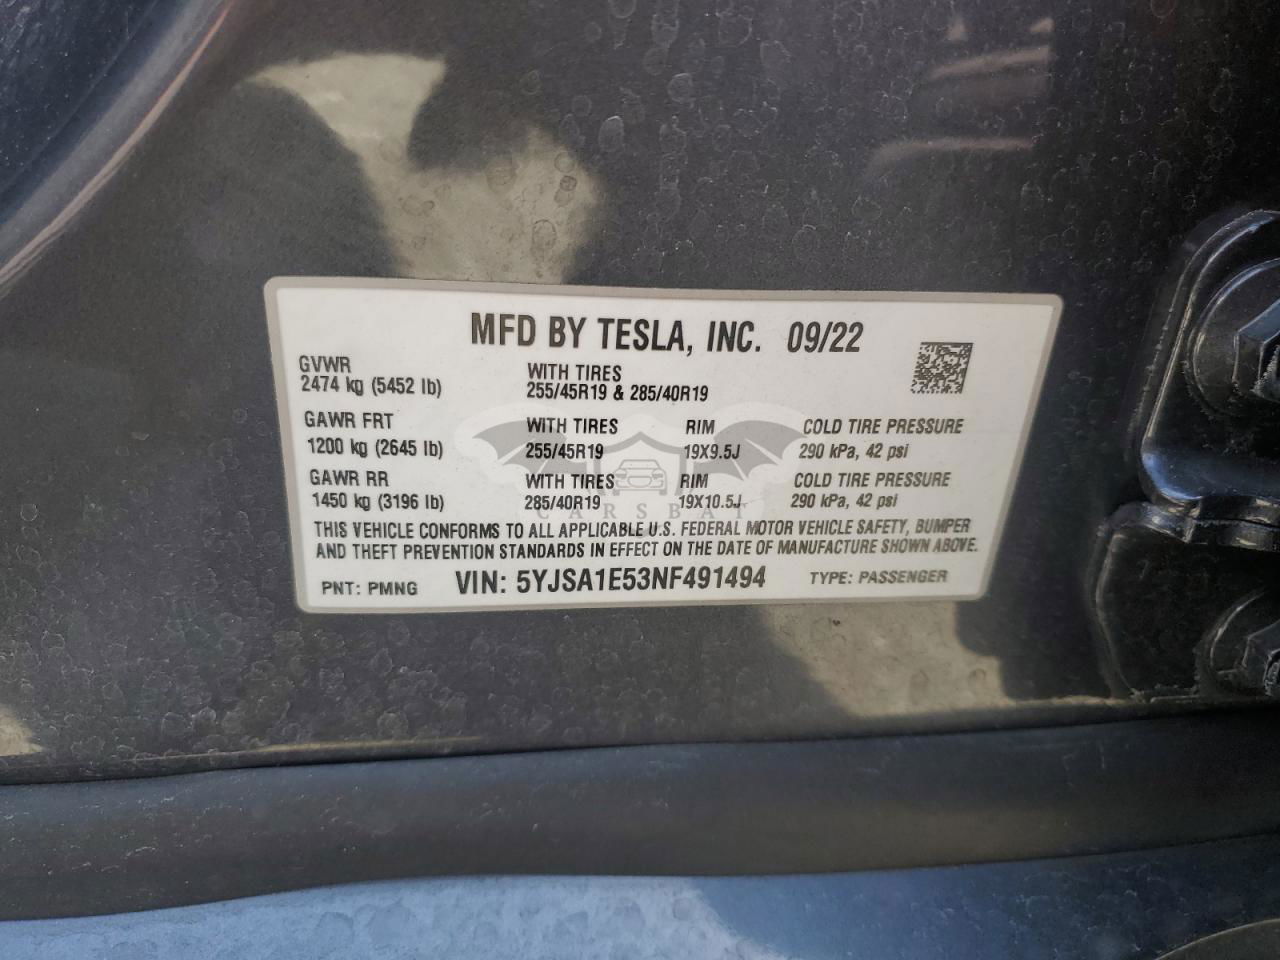 MFD BY TESLA, INC. 09/22
GVWR
2474 kg (5452 lb)
WITH TIRES
255/45R19 & 285/40R19
GAWR FRT WITH TIRES RIM COLD TIRE PRESSURE
1200 kg (2645 lb) 255/45R19 19X9.5J 290 kPa, 42 psi
GAWR RR WITH TIRES RIM COLD TIRE PRESSURE
1450 kg (3196 lb) 285/40R19 19X10.5J 290 kPa, 42 psi
CARSBAT
THIS VEHICLE CONFORMS TO ALL APPLICABLE U.S. FEDERAL MOTOR VEHICLE SAFETY, BUMPER
AND THEFT PREVENTION STANDARDS IN EFFECT ON THE DATE OF MANUFACTURE SHOWN ABOVE.
PNT: PMNG VIN: 5YJSA1E53NF491494 TYPE: PASSENGER